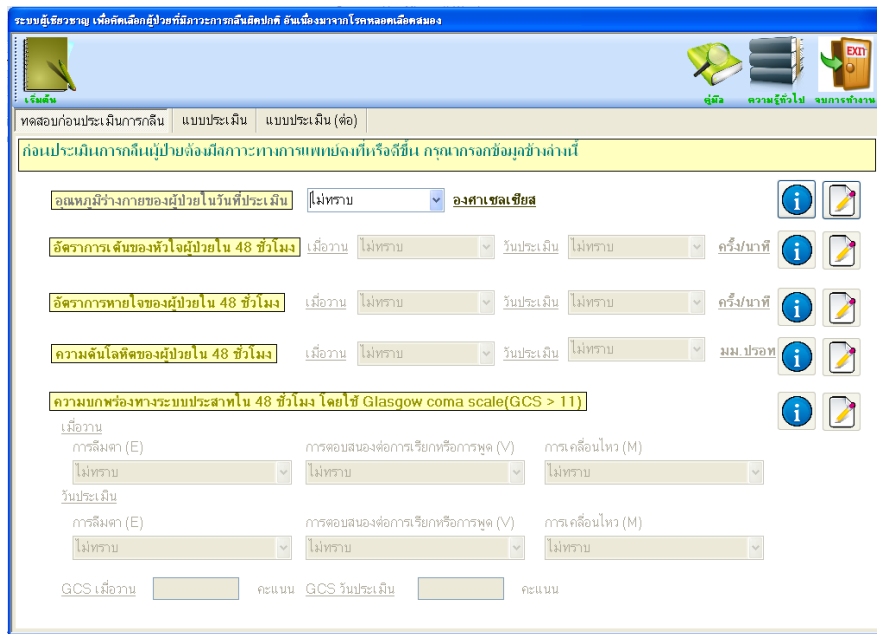 ระบบผู้เชี่ยวชาญ เพื่อคัดเลือกผู้ป่วยที่มีภาวะการกลืนผิดปกติ อันเนื่องมาจากโรคหลอดเลือดสมอง
EXIT
เริ่มต้น คู่มือ ความรู้ทั่วไป จบการทำงาน
ทดสอบก่อนประเมินการกลืน แบบประเมิน แบบประเมิน (ต่อ)
ก่อนประเมินการกลืนผู้ป่วยต้องมีสภาวะทางการแพทย์คงที่หรือดีขึ้น กรุณากรอกข้อมูลข้างล่างนี้
อุณหภูมิร่างกายของผู้ป่วยในวันที่ประเมิน ไม่ทราบ องศาเซลเซียส
อัตราการเต้นของหัวใจผู้ป่วยใน 48 ชั่วโมง เมื่อวาน ไม่ทราบ วันประเมิน ไม่ทราบ ครั้ง/นาที
อัตราการหายใจของผู้ป่วยใน 48 ชั่วโมง เมื่อวาน ไม่ทราบ วันประเมิน ไม่ทราบ ครั้ง/นาที
ความดันโลหิตของผู้ป่วยใน 48 ชั่วโมง เมื่อวาน ไม่ทราบ วันประเมิน ไม่ทราบ มม.ปรอท
ความบกพร่องทางระบบประสาทใน 48 ชั่วโมง โดยใช้ Glasgow coma scale(GCS > 11)
เมื่อวาน
การลืมตา (E) การตอบสนองต่อการเรียกหรือการพูด (V) การเคลื่อนไหว (M)
ไม่ทราบ ไม่ทราบ ไม่ทราบ
วันประเมิน
การลืมตา (E) การตอบสนองต่อการเรียกหรือการพูด (V) การเคลื่อนไหว (M)
ไม่ทราบ ไม่ทราบ ไม่ทราบ
GCS เมื่อวาน คะแนน GCS วันประเมิน คะแนน